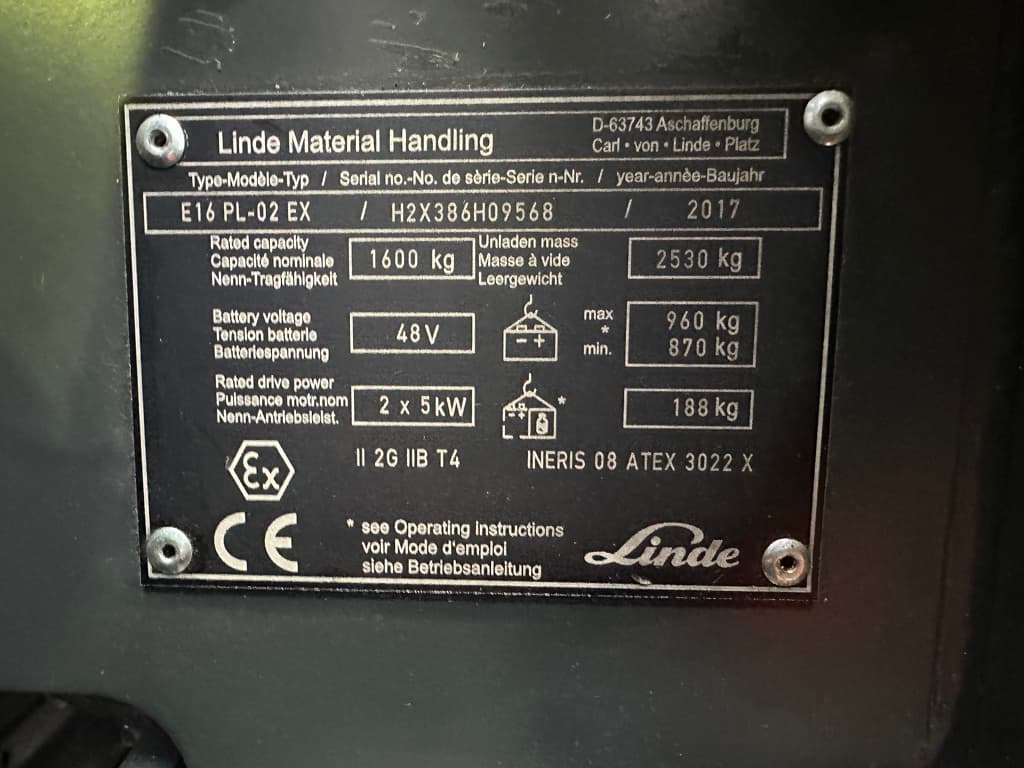 Linde Material Handling
D-63743 Aschaffenburg
Carl • von • Linde • Platz
Type-Modèle-Typ / Serial no.-No. de sèrie-Serie n-Nr. / year-annèe-Baujahr
E16 PL-02 EX / H2X386H09568 / 2017
Rated capacity
Capacité nominale
Nenn-Tragfähigkeit
1600 kg
Unladen mass
Masse à vide
Leergewicht
2530 kg
Battery voltage
Tension batterie
Batteriespannung
48V
- +
max
*
min.
960 kg
870 kg
Rated drive power
Puissance motr.nom
Nenn-Antriebsleist.
2 x 5kW
- +
*
188 kg
Ex
II 2G IIB T4
INERIS 08 ATEX 3022 X
CE
* see Operating Instructions
voir Mode d'emploi
siehe Betriebsanleitung
Linde